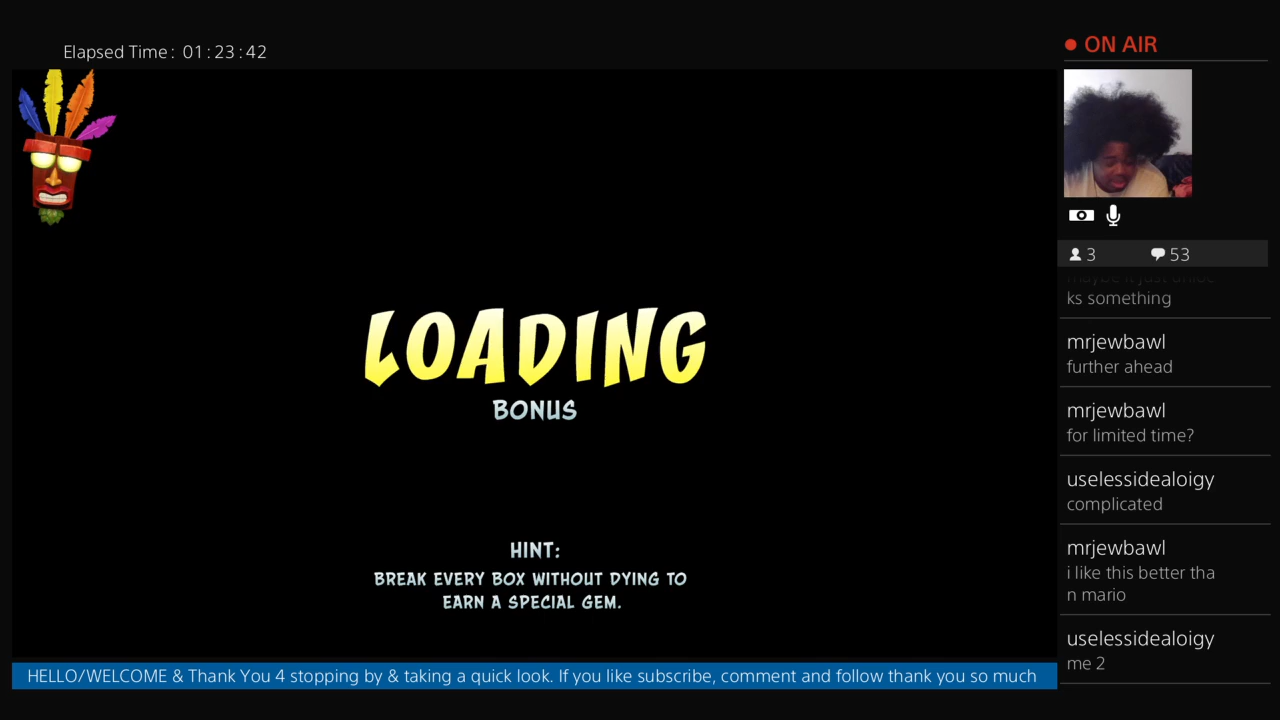 Elapsed Time: 01:23:42
ON AIR
3
53
ks something
mrjewbawl
further ahead
mrjewbawl
for limited time?
uselessidealoigy
complicated
mrjewbawl
i like this better tha
n mario
uselessidealoigy
me 2
LOADING
BONUS
HINT:
BREAK EVERY BOX WITHOUT DYING TO
EARN A SPECIAL GEM.
HELLO/WELCOME & Thank You 4 stopping by & taking a quick look. If you like subscribe, comment and follow thank you so much